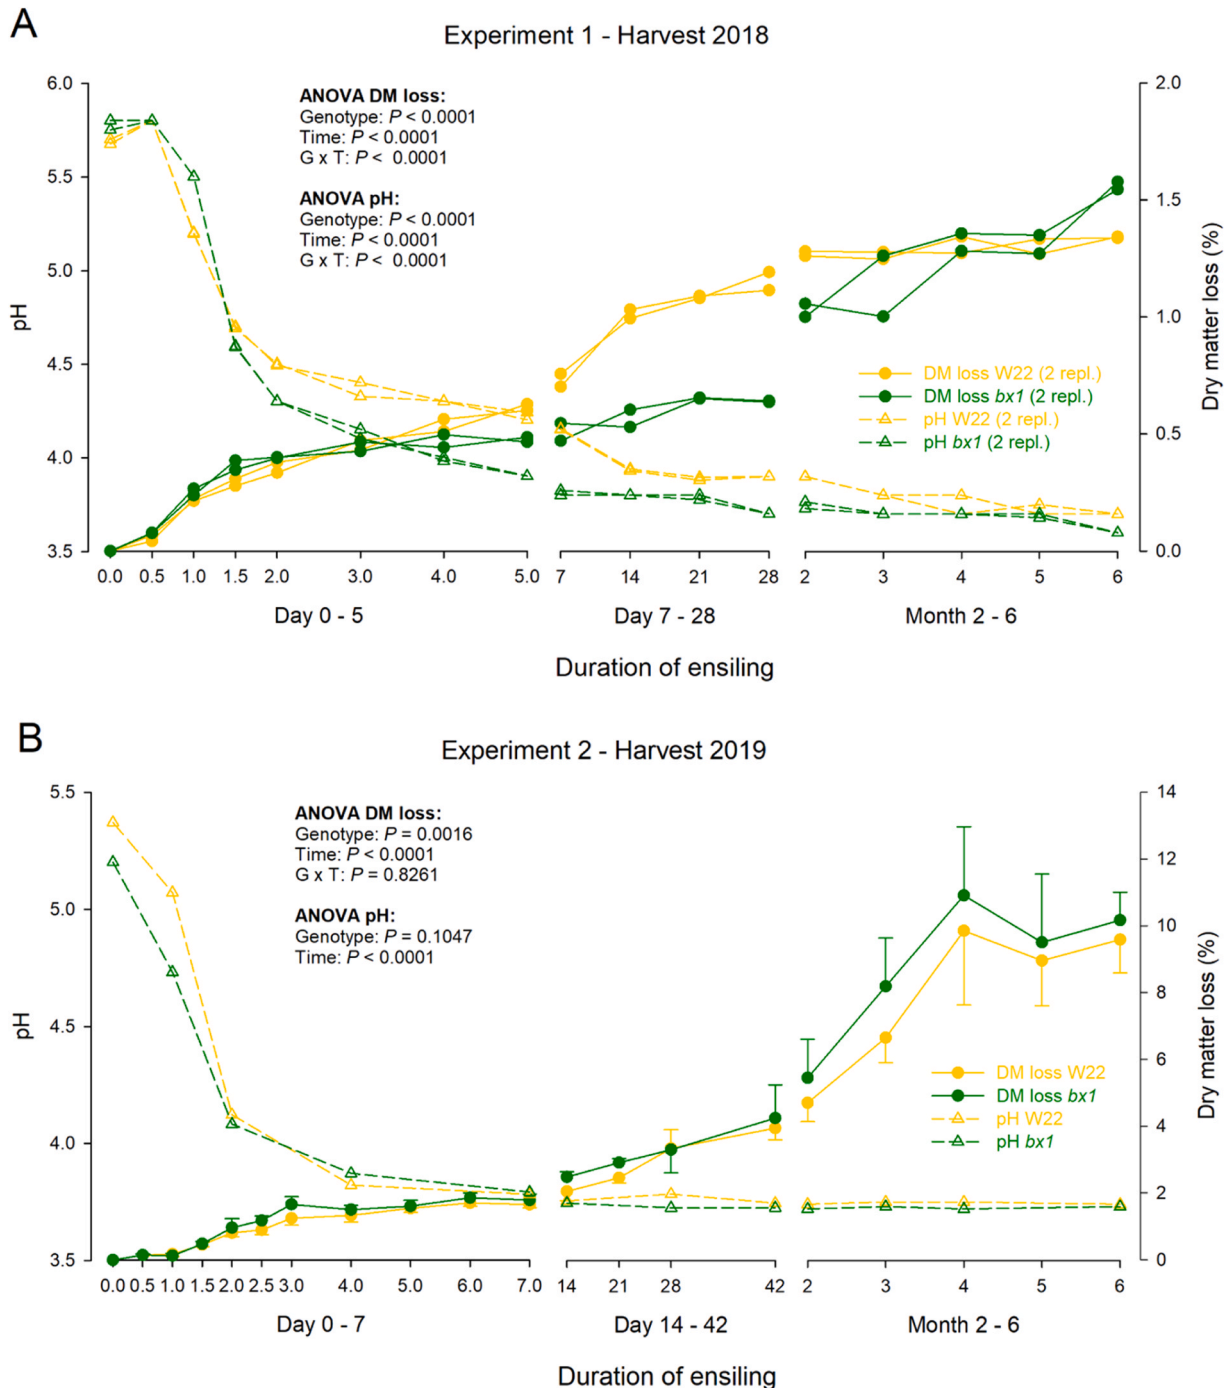 A
Experiment 1 - Harvest 2018
6.0
5.5
5.0
4.5
4.0
3.5
pH
ANOVA DM loss:
Genotype: P < 0.0001
Time: P < 0.0001
G x T: P < 0.0001
ANOVA pH:
Genotype: P < 0.0001
Time: P < 0.0001
G x T: P < 0.0001
2.0
1.5
1.0
0.5
0.0
Dry matter loss (%)
DM loss W22 (2 repl.)
DM loss bx1 (2 repl.)
pH W22 (2 repl.)
pH bx1 (2 repl.)
0.0 0.5 1.0 1.5 2.0 3.0 4.0 5.0 7 14 21 28 2 3 4 5 6
Day 0 - 5 Day 7 - 28 Month 2 - 6
Duration of ensiling
B
Experiment 2 - Harvest 2019
5.5
5.0
4.5
4.0
3.5
pH
ANOVA DM loss:
Genotype: P = 0.0016
Time: P < 0.0001
G x T: P = 0.8261
ANOVA pH:
Genotype: P = 0.1047
Time: P < 0.0001
14
12
10
8
6
4
2
0
Dry matter loss (%)
DM loss W22
DM loss bx1
pH W22
pH bx1
0.0 0.5 1.0 1.5 2.0 2.5 3.0 4.0 5.0 6.0 7.0 14 21 28 42 2 3 4 5 6
Day 0 - 7 Day 14 - 42 Month 2 - 6
Duration of ensiling